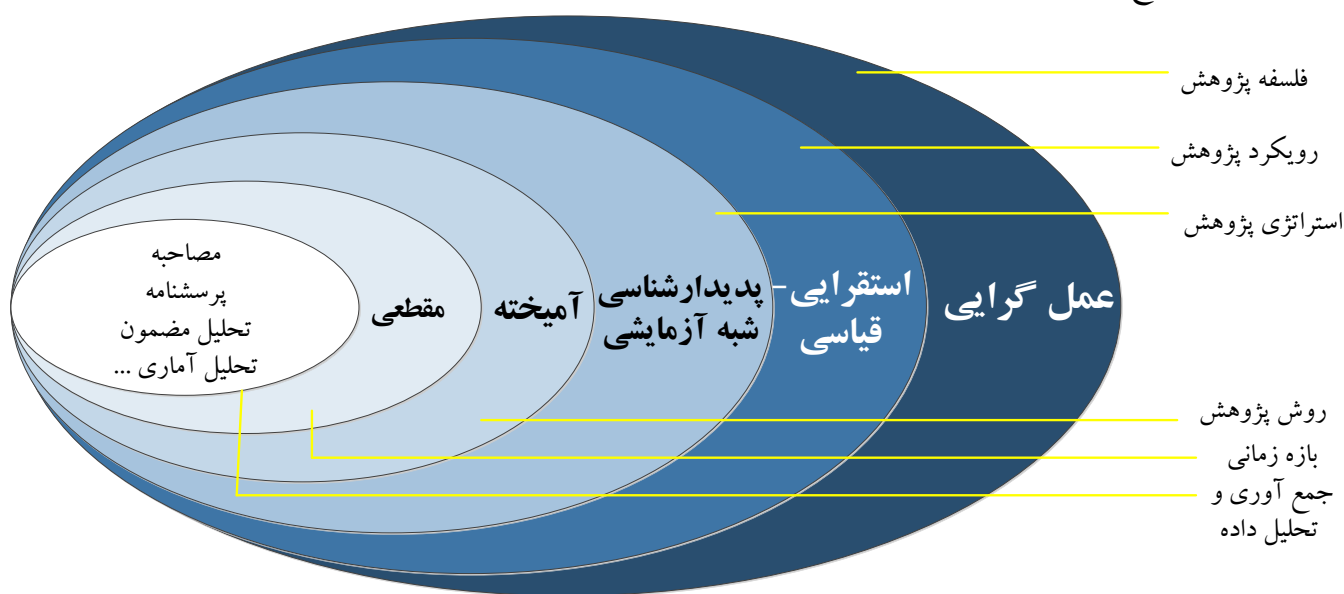 فلسفه پژوهش
رویکرد پژوهش
استراتژی پژوهش
عمل گرایی
استقرایی-
قیاسی
پدیدارشناسی
شبه آزمایشی
آمیخته
مقطعی
مصاحبه
پرسشنامه
تحلیل مضمون
تحلیل آماری ...
روش پژوهش
بازه زمانی
جمع آوری و
تحلیل داده